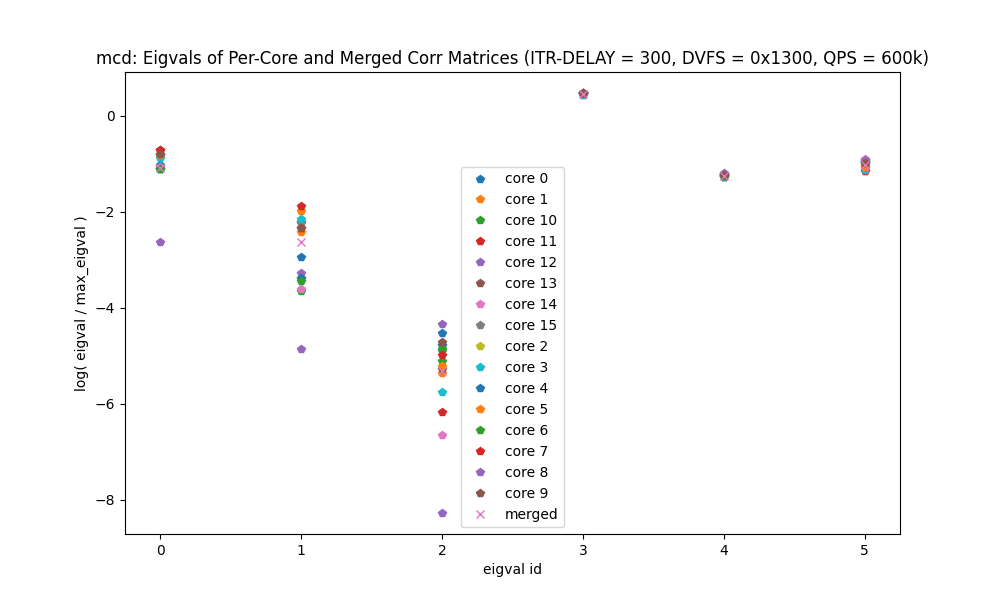 mcd: Eigvals of Per-Core and Merged Corr Matrices (ITR-DELAY = 300, DVFS = 0x1300, QPS = 600k)
log( eigval / max_eigval )
0
−2
−4
−6
−8
core 0
core 1
core 10
core 11
core 12
core 13
core 14
core 15
core 2
core 3
core 4
core 5
core 6
core 7
core 8
core 9
merged
0 1 2 3 4 5
eigval id